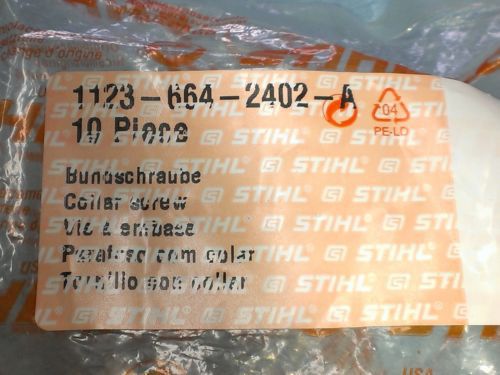 1123-664-2402-A
10 Piece
04
PE-LD
Bundschraube
Collar screw
Vis à embase
Parafuso com colar
Tornillo con collar
STIHL
USA